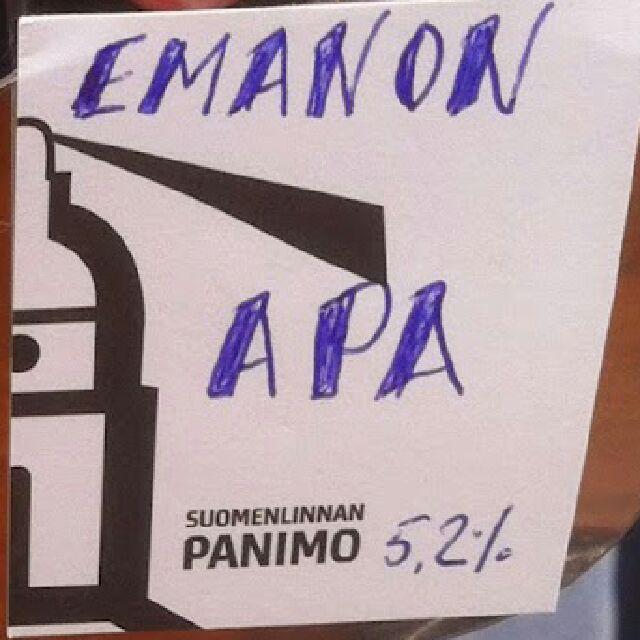 EMANON
APA
SUOMENLINNAN
PANIMO 5,2%